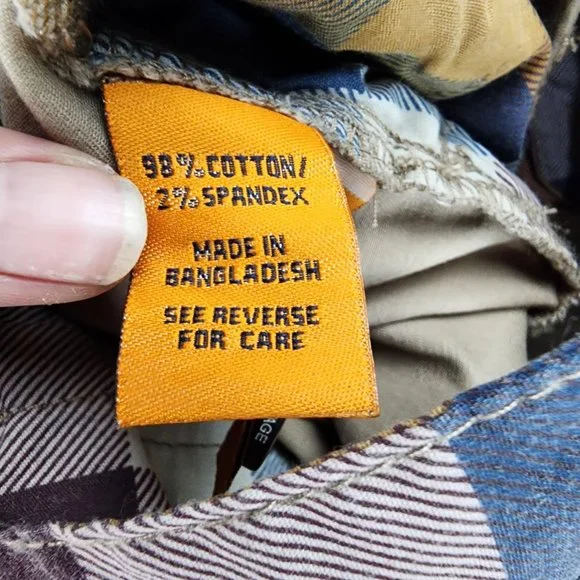 98% COTTON/
2% SPANDEX
MADE IN
BANGLADESH
SEE REVERSE
FOR CARE